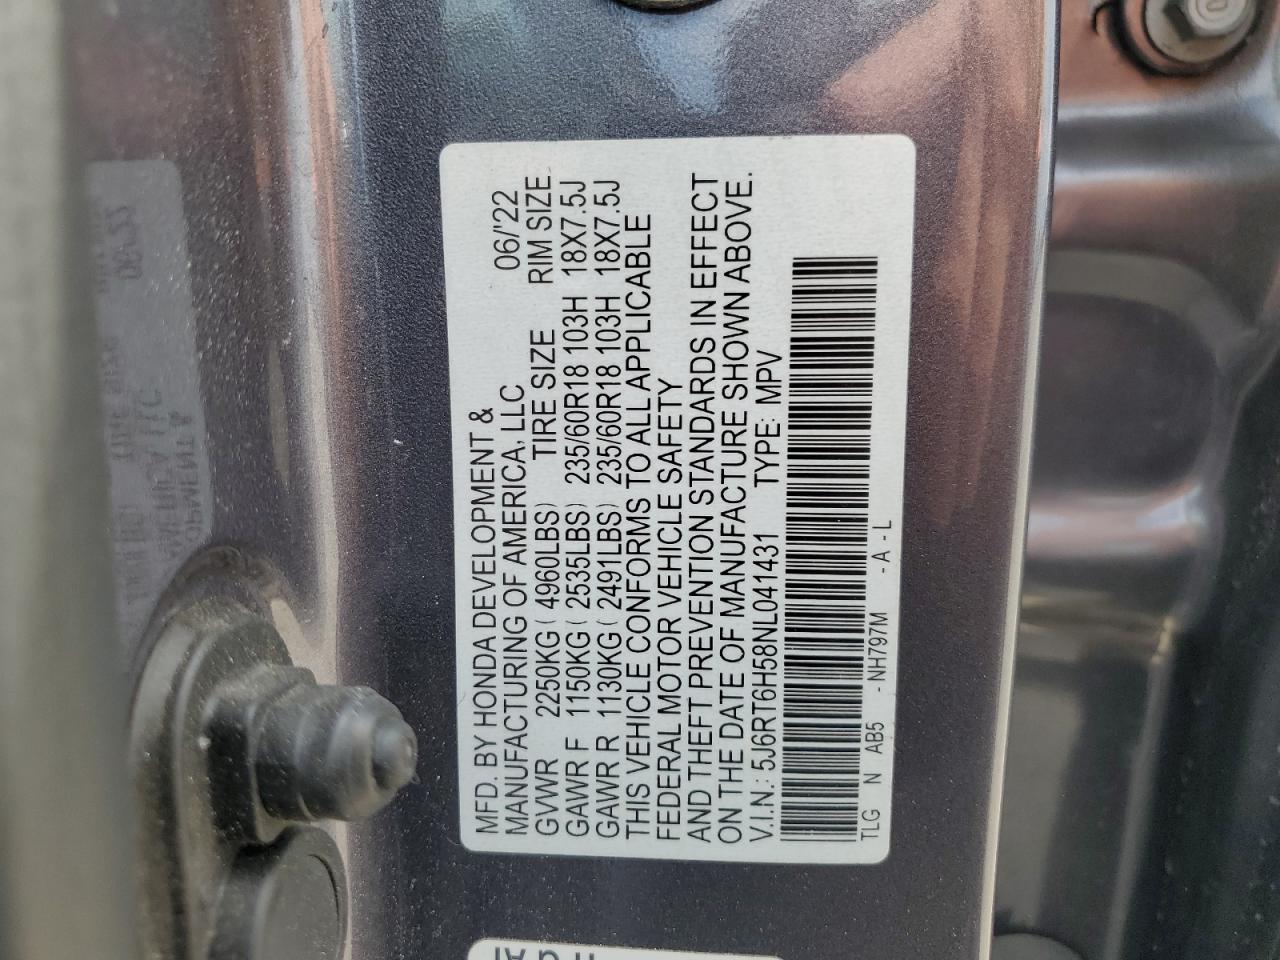 MFD. BY HONDA DEVELOPMENT &
MANUFACTURING OF AMERICA, LLC 06/'22
GVWR 2250KG ( 4960LBS) TIRE SIZE RIM SIZE
GAWR F 1150KG ( 2535LBS) 235/60R18 103H 18X7.5J
GAWR R 1130KG ( 2491LBS) 235/60R18 103H 18X7.5J
THIS VEHICLE CONFORMS TO ALL APPLICABLE
FEDERAL MOTOR VEHICLE SAFETY
AND THEFT PREVENTION STANDARDS IN EFFECT
ON THE DATE OF MANUFACTURE SHOWN ABOVE.
V.I.N.: 5J6RT6H58NL041431 TYPE: MPV
TLG N AB5 - NH797M - A - L